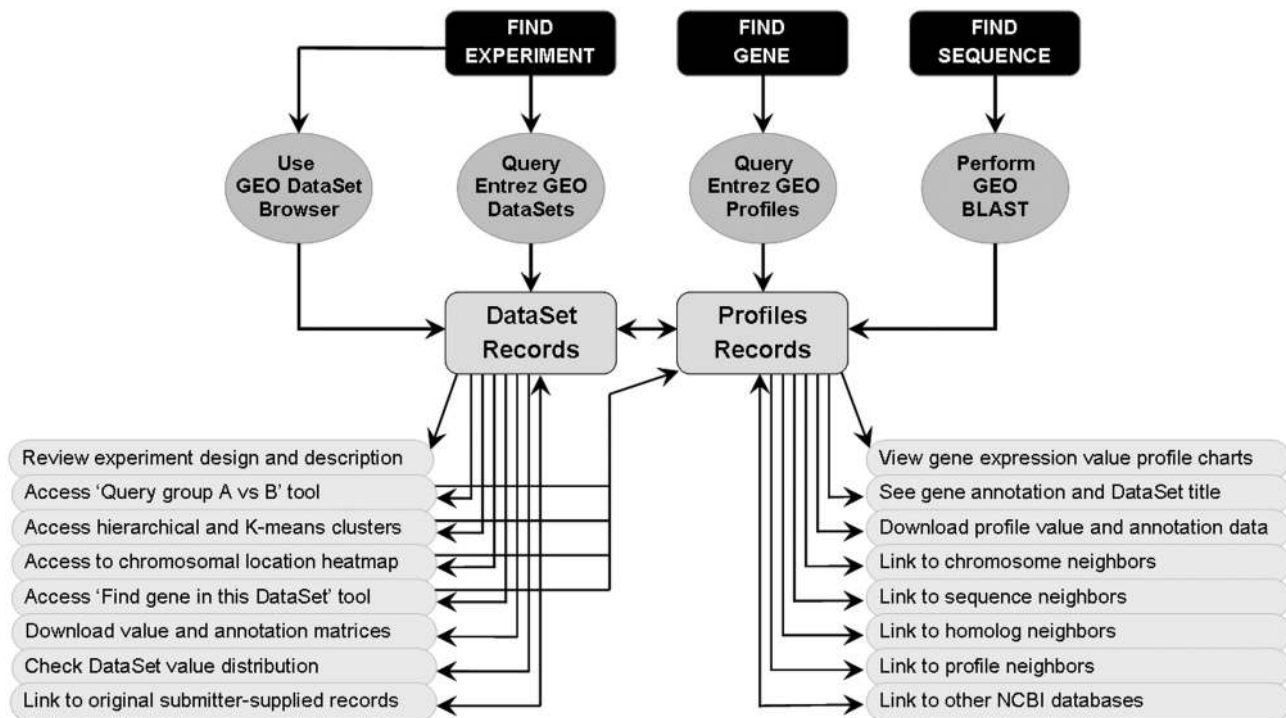 FIND
EXPERIMENT
FIND
GENE
FIND
SEQUENCE
Use
GEO DataSet
Browser
Query
Entrez GEO
DataSets
Query
Entrez GEO
Profiles
Perform
GEO
BLAST
DataSet
Records
Profiles
Records
Review experiment design and description
Access ‘Query group A vs B’ tool
Access hierarchical and K-means clusters
Access to chromosomal location heatmap
Access ‘Find gene in this DataSet’ tool
Download value and annotation matrices
Check DataSet value distribution
Link to original submitter-supplied records
View gene expression value profile charts
See gene annotation and DataSet title
Download profile value and annotation data
Link to chromosome neighbors
Link to sequence neighbors
Link to homolog neighbors
Link to profile neighbors
Link to other NCBI databases